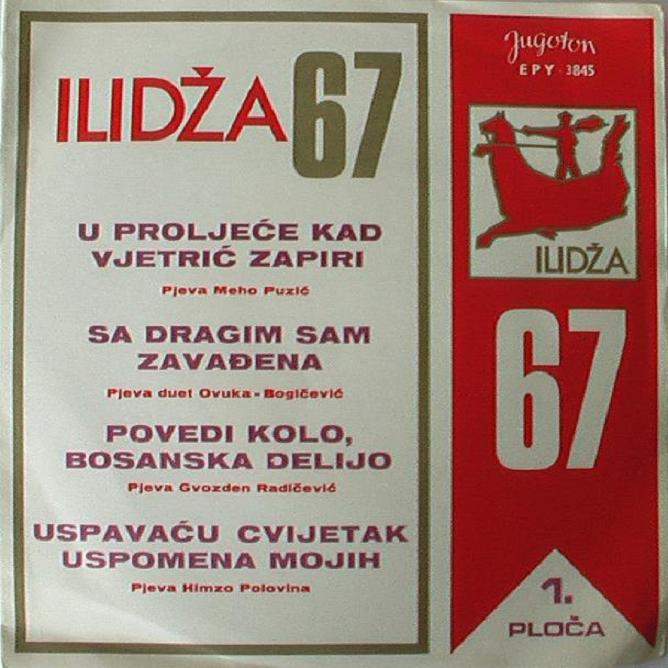 ILIDŽA67
U PROLJEĆE KAD
VJETRIĆ ZAPIRI
Pjeva Meho Puzić
SA DRAGIM SAM
ZAVAĐENA
Pjeva duet Ovuka - Bogičević
POVEDI KOLO,
BOSANSKA DELIJO
Pjeva Gvozden Radičević
USPAVAĆU CVIJETAK
USPOMENA MOJIH
Pjeva Himzo Polovina
Jugoton
EPY · 3845
ILIDŽA
67
1.
PLOČA